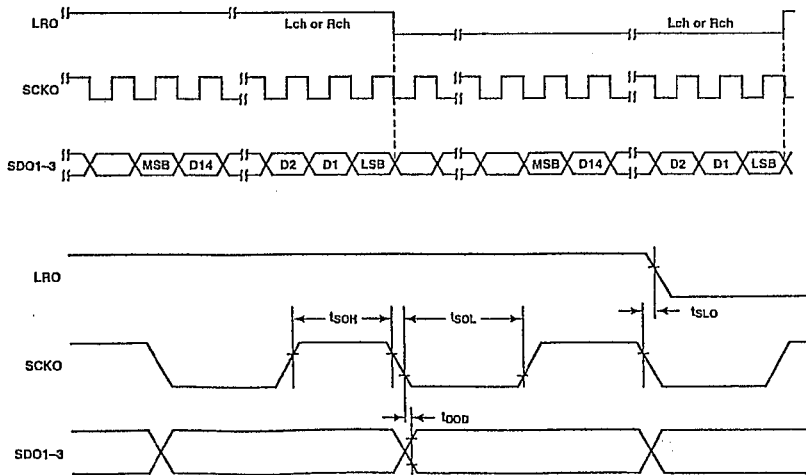 LRO Lch or Rch Lch or Rch
SCKO
SDO1–3 MSB D14 D2 D1 LSB MSB D14 D2 D1 LSB
LRO
tSOH tSOL tSLO
SCKO
tDOD
SDO1–3